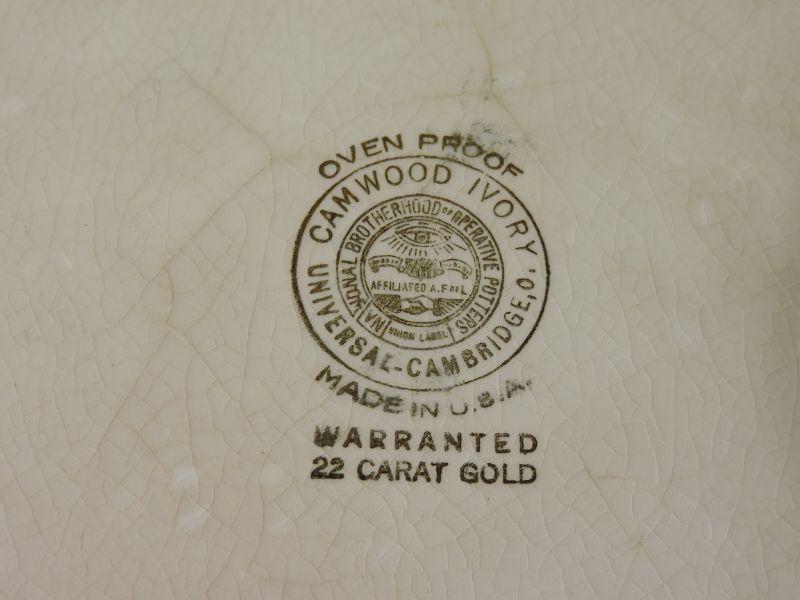 OVEN PROOF
CAMWOOD IVORY
UNIVERSAL-CAMBRIDGE, O.
NATIONAL BROTHERHOOD OF OPERATIVE POTTERS
AFFILIATED A.F. OF L.
UNION LABEL
MADE IN U.S.A.
WARRANTED
22 CARAT GOLD